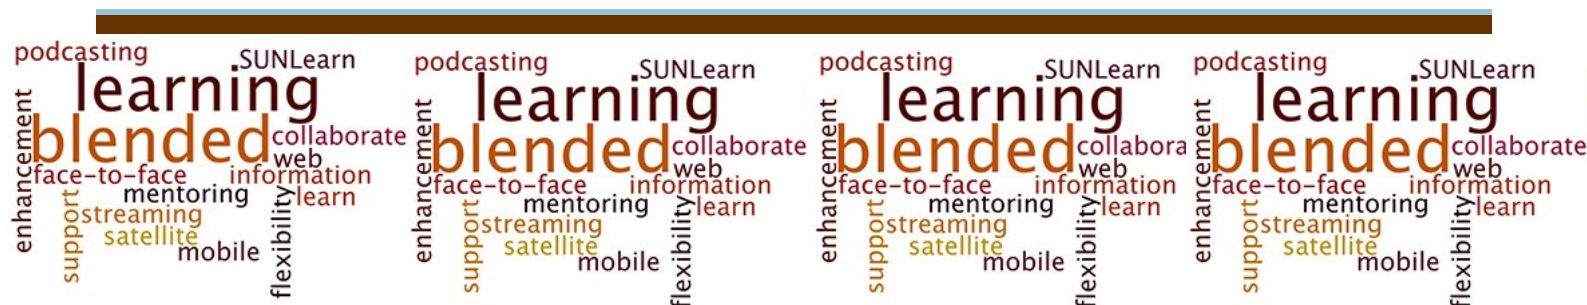 podcasting SUNLearn
learning
enhancement
blended
collaborate
web
face-to-face information
mentoring learn
support
streaming
satellite
mobile
flexibility
podcasting SUNLearn
learning
enhancement
blended
collaborate
web
face-to-face information
mentoring learn
support
streaming
satellite
mobile
flexibility
podcasting SUNLearn
learning
enhancement
blended
collabora
web
face-to-face information
mentoring learn
support
streaming
satellite
mobile
flexibility
podcasting SUNLearn
learning
enhancement
blended
collaborate
web
face-to-face information
mentoring learn
support
streaming
satellite
mobile
flexibility